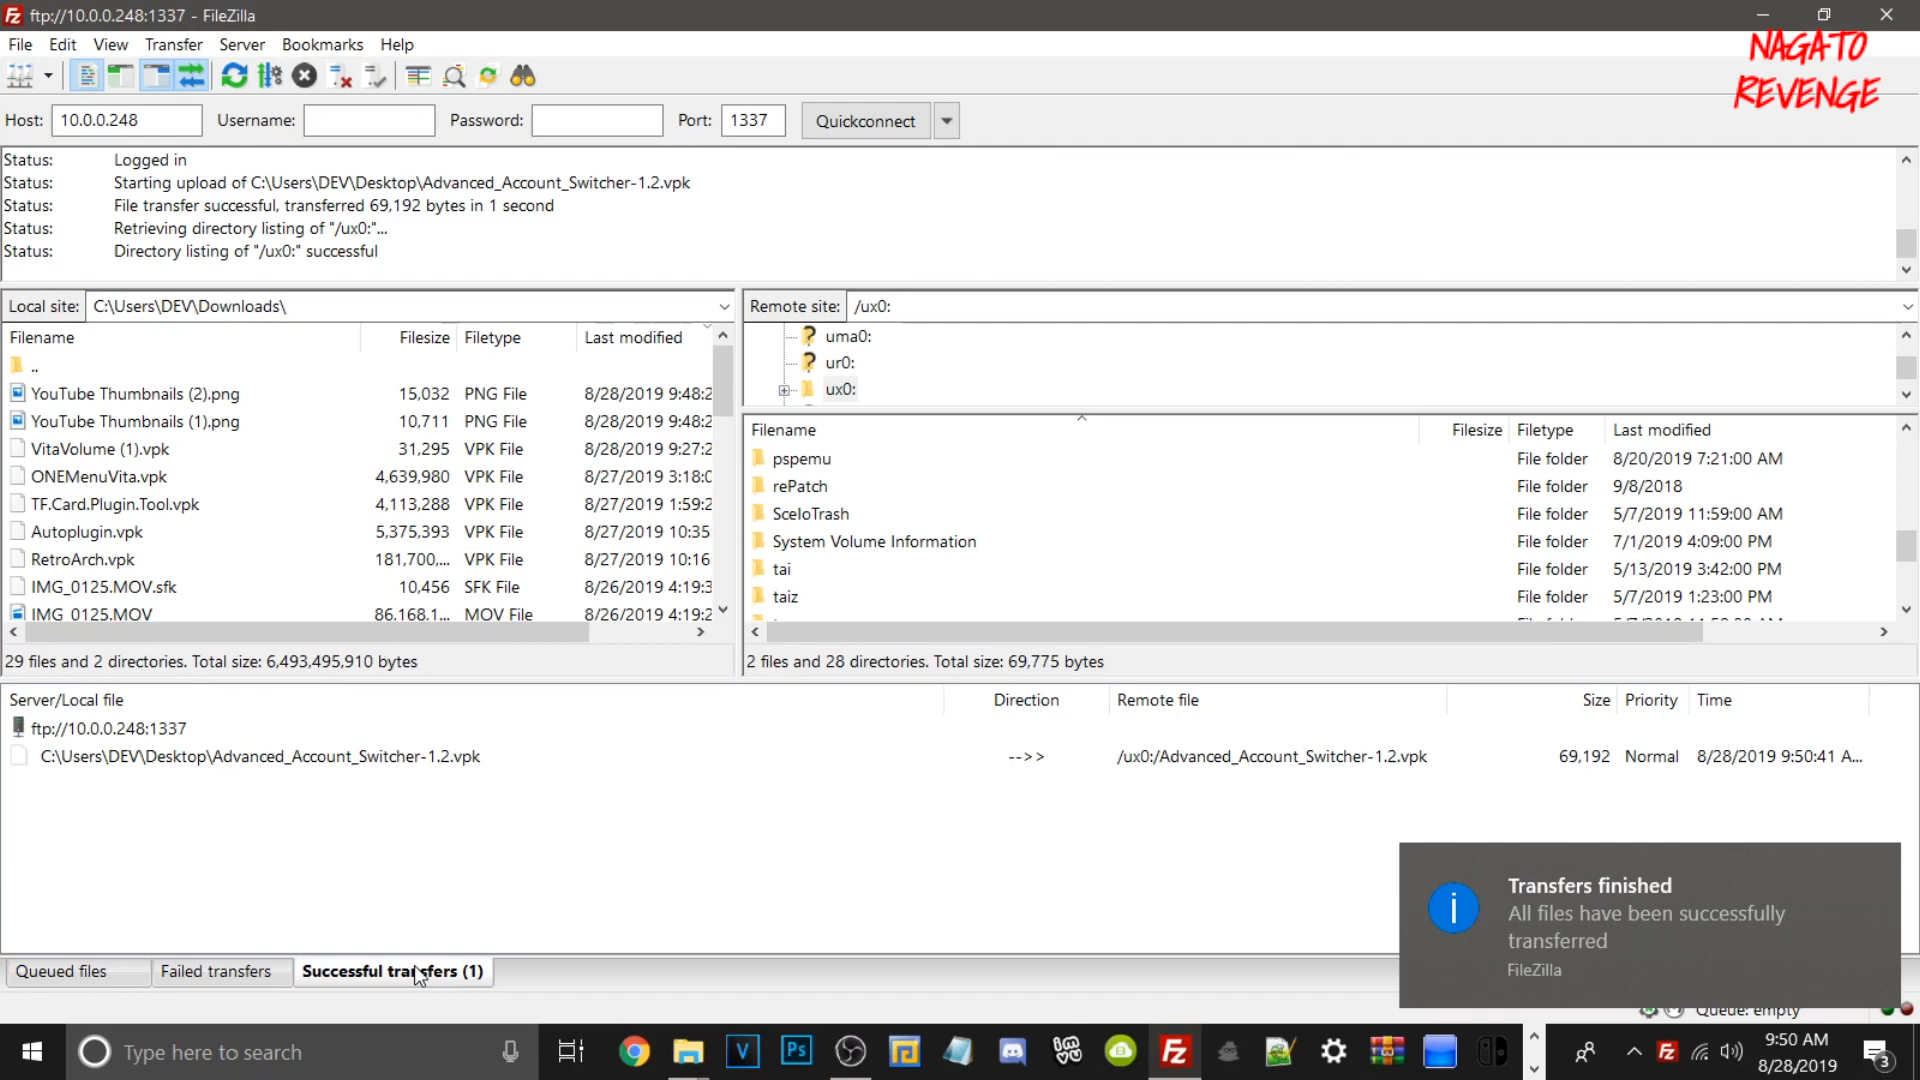 ftp://10.0.0.248:1337 - FileZilla
File Edit View Transfer Server Bookmarks Help
NAGATO
REVENGE
Host: 10.0.0.248 Username: Password: Port: 1337 Quickconnect
Status: Logged in
Status: Starting upload of C:\Users\DEV\Desktop\Advanced_Account_Switcher-1.2.vpk
Status: File transfer successful, transferred 69,192 bytes in 1 second
Status: Retrieving directory listing of "/ux0:"...
Status: Directory listing of "/ux0:" successful
Local site: C:\Users\DEV\Downloads\
Filename Filesize Filetype Last modified
..
YouTube Thumbnails (2).png 15,032 PNG File 8/28/2019 9:48:2
YouTube Thumbnails (1).png 10,711 PNG File 8/28/2019 9:48:2
VitaVolume (1).vpk 31,295 VPK File 8/28/2019 9:27:2
ONEMenuVita.vpk 4,639,980 VPK File 8/27/2019 3:18:0
TF.Card.Plugin.Tool.vpk 4,113,288 VPK File 8/27/2019 1:59:2
Autoplugin.vpk 5,375,393 VPK File 8/27/2019 10:35
RetroArch.vpk 181,700,... VPK File 8/27/2019 10:16
IMG_0125.MOV.sfk 10,456 SFK File 8/26/2019 4:19:3
IMG_0125.MOV 86,168,1... MOV File 8/26/2019 4:19:2
29 files and 2 directories. Total size: 6,493,495,910 bytes
Remote site: /ux0:
uma0:
ur0:
ux0:
Filename Filesize Filetype Last modified
pspemu File folder 8/20/2019 7:21:00 AM
rePatch File folder 9/8/2018
SceIoTrash File folder 5/7/2019 11:59:00 AM
System Volume Information File folder 7/1/2019 4:09:00 PM
tai File folder 5/13/2019 3:42:00 PM
taiz File folder 5/7/2019 1:23:00 PM
2 files and 28 directories. Total size: 69,775 bytes
Server/Local file Direction Remote file Size Priority Time
ftp://10.0.0.248:1337
C:\Users\DEV\Desktop\Advanced_Account_Switcher-1.2.vpk -->> /ux0:/Advanced_Account_Switcher-1.2.vpk 69,192 Normal 8/28/2019 9:50:41 A...
Transfers finished
All files have been successfully
transferred
FileZilla
Queued files Failed transfers Successful transfers (1)
Queue: empty
Type here to search
V Ps Fz Fz
9:50 AM
8/28/2019
3